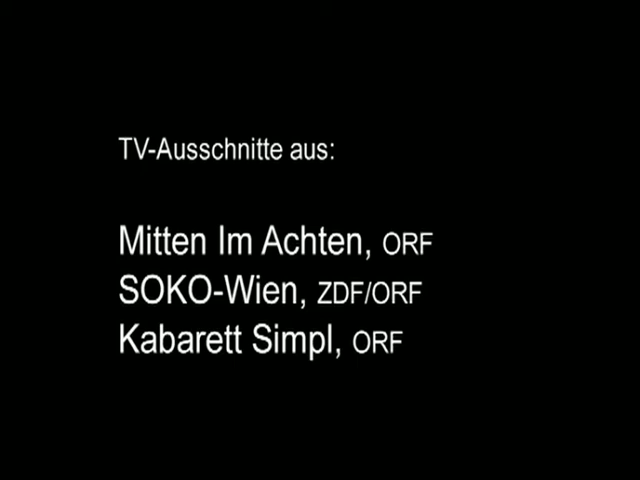 TV-Ausschnitte aus:
Mitten Im Achten, ORF
SOKO-Wien, ZDF/ORF
Kabarett Simpl, ORF